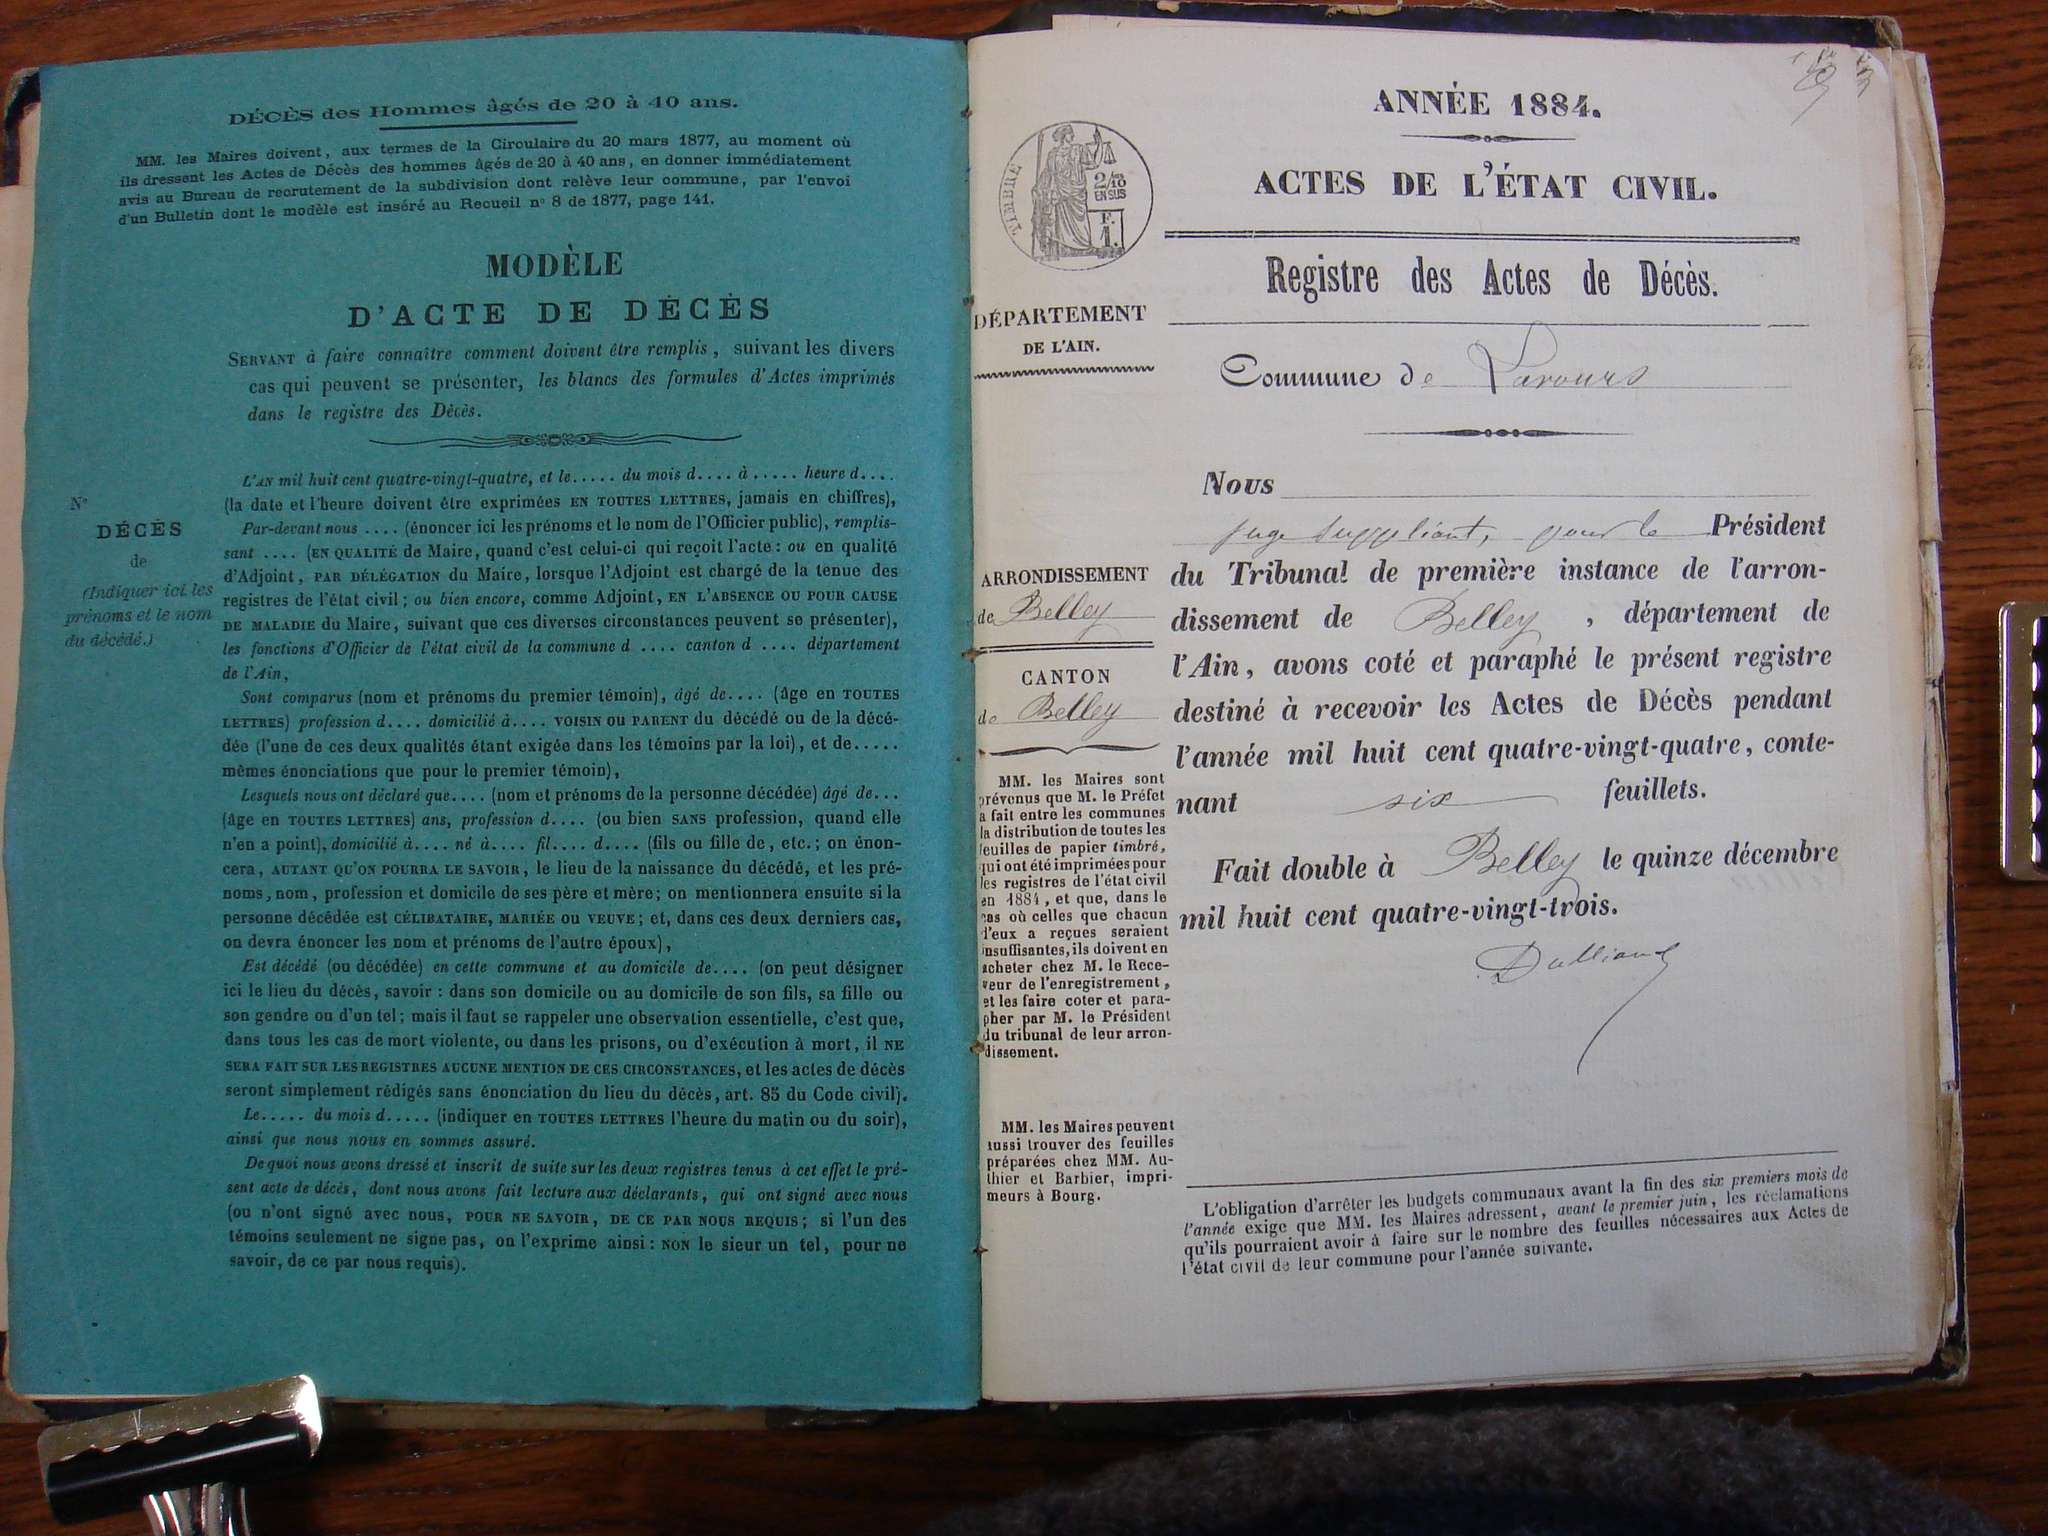 DÉCÈS des Hommes âgés de 20 à 40 ans.
MM. les Maires doivent, aux termes de la Circulaire du 20 mars 1877, au moment où
ils dressent les Actes de Décès des hommes âgés de 20 à 40 ans, en donner immédiatement
avis au Bureau de recrutement de la subdivision dont relève leur commune, par l'envoi
d'un Bulletin dont le modèle est inséré au Recueil n° 8 de 1877, page 141.
MODÈLE
D'ACTE DE DÉCÈS
SERVANT à faire connaître comment doivent être remplis, suivant les divers
cas qui peuvent se présenter, les blancs des formules d'Actes imprimés
dans le registre des Décès.
N°
DÉCÈS
de
(Indiquer ici les
prénoms et le nom
du décédé.)
L'AN mil huit cent quatre-vingt-quatre, et le..... du mois d.... à ..... heure d....
(la date et l'heure doivent être exprimées EN TOUTES LETTRES, jamais en chiffres),
Par-devant nous .... (énoncer ici les prénoms et le nom de l'Officier public), remplis-
sant .... (EN QUALITÉ de Maire, quand c'est celui-ci qui reçoit l'acte : ou en qualité
d'Adjoint, PAR DÉLÉGATION du Maire, lorsque l'Adjoint est chargé de la tenue des
registres de l'état civil ; ou bien encore, comme Adjoint, EN L'ABSENCE OU POUR CAUSE
DE MALADIE du Maire, suivant que ces diverses circonstances peuvent se présenter),
les fonctions d'Officier de l'état civil de la commune d .... canton d .... département
de l'Ain,
Sont comparus (nom et prénoms du premier témoin), âgé de.... (âge en TOUTES
LETTRES) profession d.... domicilié à.... VOISIN OU PARENT du décédé ou de la décé-
dée (l'une de ces deux qualités étant exigée dans les témoins par la loi), et de.....
mêmes énonciations que pour le premier témoin),
Lesquels nous ont déclaré que.... (nom et prénoms de la personne décédée) âgé de...
(âge en TOUTES LETTRES) ans, profession d.... (ou bien SANS profession, quand elle
n'en a point), domicilié à.... né à.... fil.... d.... (fils ou fille de, etc. ; on énon-
cera, AUTANT QU'ON POURRA LE SAVOIR, le lieu de la naissance du décédé, et les pré-
noms, nom, profession et domicile de ses père et mère ; on mentionnera ensuite si la
personne décédée est CÉLIBATAIRE, MARIÉE OU VEUVE ; et, dans ces deux derniers cas,
on devra énoncer les nom et prénoms de l'autre époux),
Est décédé (ou décédée) en cette commune et au domicile de.... (on peut désigner
ici le lieu du décès, savoir : dans son domicile ou au domicile de son fils, sa fille ou
son gendre ou d'un tel ; mais il faut se rappeler une observation essentielle, c'est que,
dans tous les cas de mort violente, ou dans les prisons, ou d'exécution à mort, il NE
SERA FAIT SUR LES REGISTRES AUCUNE MENTION DE CES CIRCONSTANCES, et les actes de décès
seront simplement rédigés sans énonciation du lieu du décès, art. 85 du Code civil).
Le..... du mois d..... (indiquer en TOUTES LETTRES l'heure du matin ou du soir),
ainsi que nous nous en sommes assuré.
De quoi nous avons dressé et inscrit de suite sur les deux registres tenus à cet effet le pré-
sent acte de décès, dont nous avons fait lecture aux déclarants, qui ont signé avec nous
(ou n'ont signé avec nous, POUR NE SAVOIR, DE CE PAR NOUS REQUIS ; si l'un des
témoins seulement ne signe pas, on l'exprime ainsi : NON le sieur un tel, pour ne
savoir, de ce par nous requis).
TIMBRE
2/10
EN SUS
F.
1.
DÉPARTEMENT
DE L'AIN.
ARRONDISSEMENT
de Belley
CANTON
de Belley
MM. les Maires sont
prévenus que M. le Préfet
a fait entre les communes
la distribution de toutes les
feuilles de papier timbré,
qui ont été imprimées pour
les registres de l'état civil
en 1884, et que, dans le
cas où celles que chacun
d'eux a reçues seraient
insuffisantes, ils doivent en
acheter chez M. le Rece-
veur de l'enregistrement,
et les faire coter et para-
pher par M. le Président
du tribunal de leur arron-
dissement.
MM. les Maires peuvent
aussi trouver des feuilles
préparées chez MM. Au-
thier et Barbier, impri-
meurs à Bourg.
ANNÉE 1884.
ACTES DE L'ÉTAT CIVIL.
Registre des Actes de Décès.
Commune de Lavours
Nous
juge suppléant, pour le Président
du Tribunal de première instance de l'arron-
dissement de Belley, département de
l'Ain, avons coté et paraphé le présent registre
destiné à recevoir les Actes de Décès pendant
l'année mil huit cent quatre-vingt-quatre, conte-
nant six feuillets.
Fait double à Belley le quinze décembre
mil huit cent quatre-vingt-trois.
L'obligation d'arrêter les budgets communaux avant la fin des six premiers mois de
l'année exige que MM. les Maires adressent, avant le premier juin, les réclamations
qu'ils pourraient avoir à faire sur le nombre des feuilles nécessaires aux Actes de
l'état civil de leur commune pour l'année suivante.